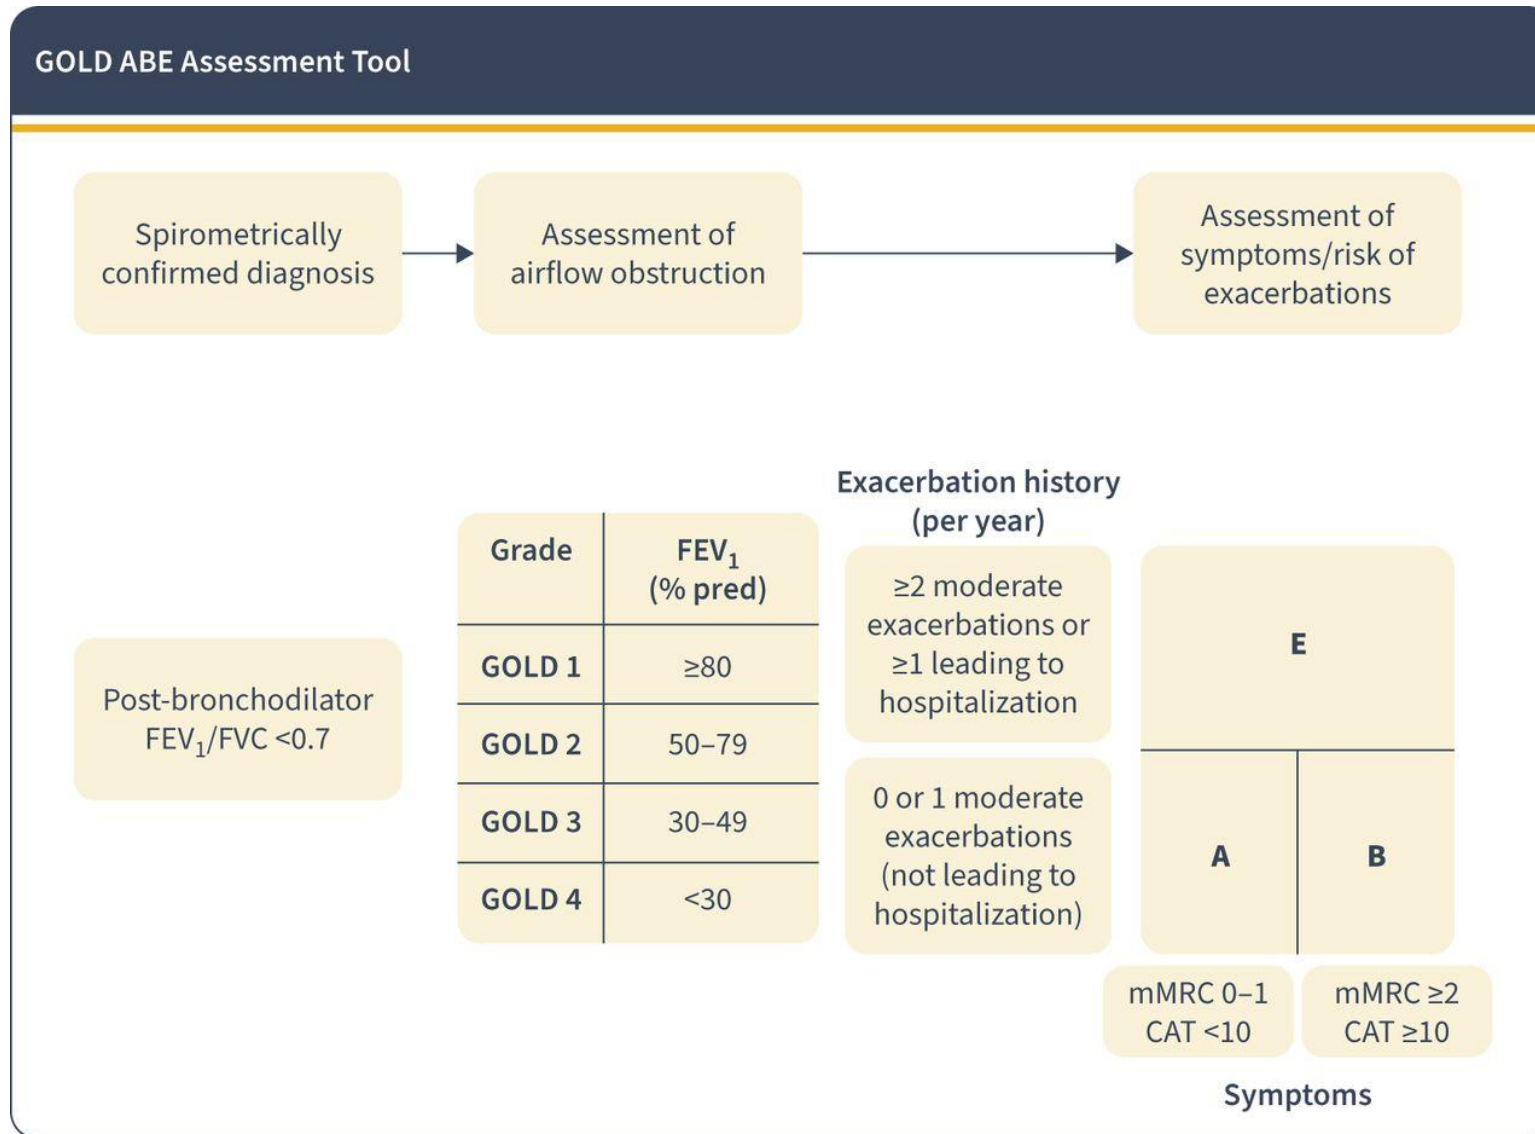 GOLD ABE Assessment Tool
Spirometrically
confirmed diagnosis
Assessment of
airflow obstruction
Assessment of
symptoms/risk of
exacerbations
Post-bronchodilator
FEV₁/FVC <0.7
Grade
FEV₁
(% pred)
GOLD 1
≥80
GOLD 2
50–79
GOLD 3
30–49
GOLD 4
<30
Exacerbation history
(per year)
≥2 moderate
exacerbations or
≥1 leading to
hospitalization
0 or 1 moderate
exacerbations
(not leading to
hospitalization)
E
A
B
mMRC 0–1
CAT <10
mMRC ≥2
CAT ≥10
Symptoms